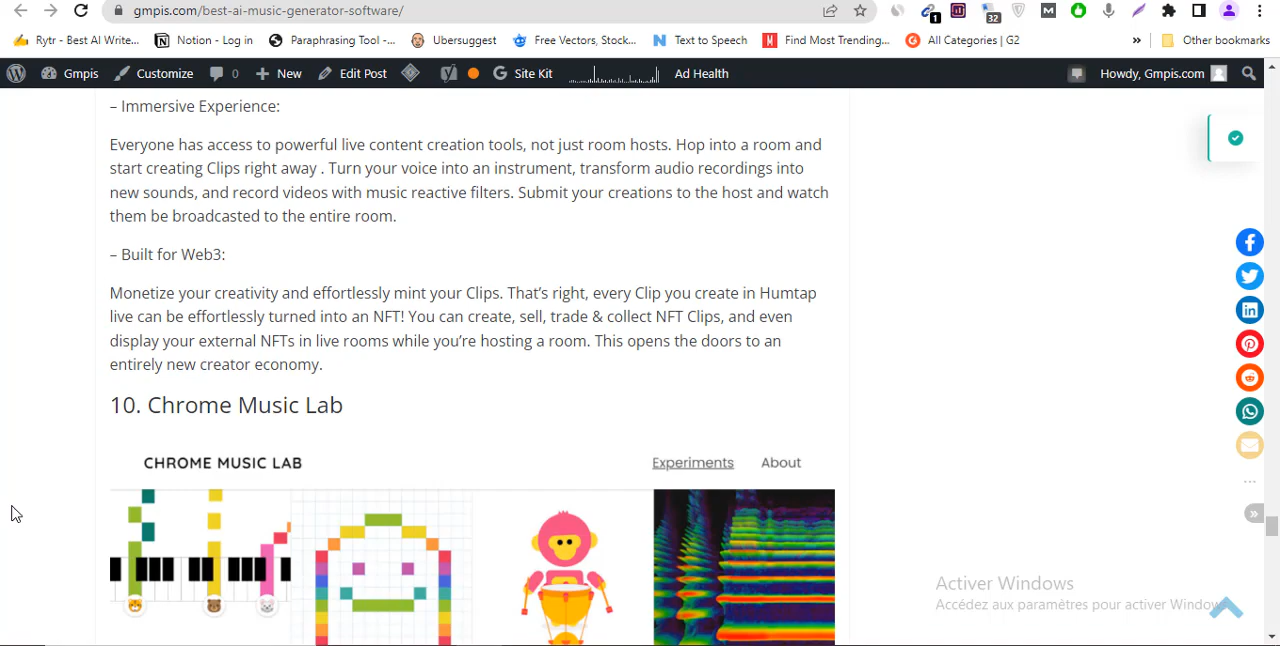 gmpis.com/best-ai-music-generator-software/
1
32
Rytr - Best AI Write...
Notion - Log in
Paraphrasing Tool -...
Ubersuggest
Free Vectors, Stock...
Text to Speech
Find Most Trending...
All Categories | G2
»
Other bookmarks
Gmpis
Customize
0
New
Edit Post
Site Kit
Ad Health
Howdy, Gmpis.com
– Immersive Experience:
Everyone has access to powerful live content creation tools, not just room hosts. Hop into a room and
start creating Clips right away . Turn your voice into an instrument, transform audio recordings into
new sounds, and record videos with music reactive filters. Submit your creations to the host and watch
them be broadcasted to the entire room.
– Built for Web3:
Monetize your creativity and effortlessly mint your Clips. That’s right, every Clip you create in Humtap
live can be effortlessly turned into an NFT! You can create, sell, trade & collect NFT Clips, and even
display your external NFTs in live rooms while you’re hosting a room. This opens the doors to an
entirely new creator economy.
10. Chrome Music Lab
CHROME MUSIC LAB
Experiments
About
Activer Windows
Accédez aux paramètres pour activer Windows